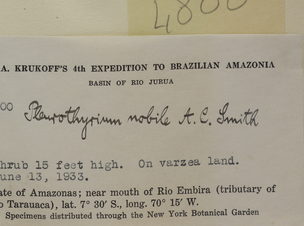 4800
A. KRUKOFF'S 4th EXPEDITION TO BRAZILIAN AMAZONIA
BASIN OF RIO JURUA
00 Pleurothyrium nobile A. C. Smith
hrub 15 feet high. On varzea land.
une 13, 1933.
ate of Amazonas; near mouth of Rio Embira (tributary of
o Tarauaca), lat. 7° 30' S., long. 70° 15' W.
Specimens distributed through the New York Botanical Garden